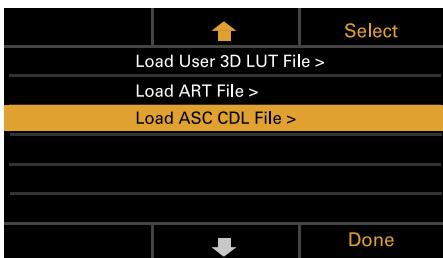 Select
Load User 3D LUT File >
Load ART File >
Load ASC CDL File >
Done